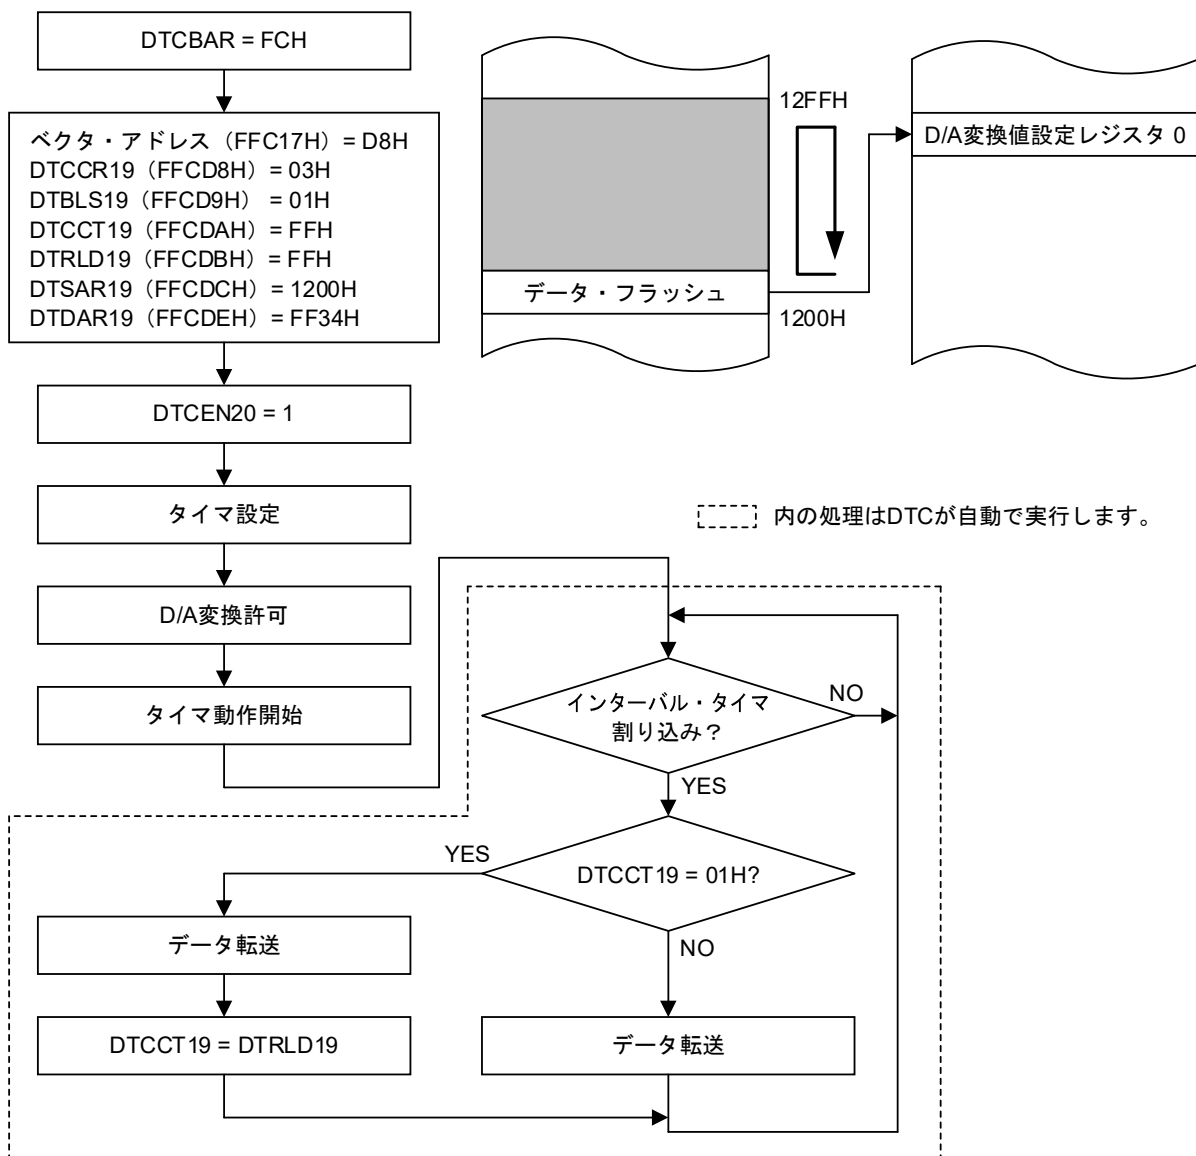 DTCBAR = FCH
ベクタ・アドレス（FFC17H）= D8H
DTCCR19（FFCD8H）= 03H
DTBLS19（FFCD9H）= 01H
DTCCT19（FFCDAH）= FFH
DTRLD19（FFCDBH）= FFH
DTSAR19（FFCDCH）= 1200H
DTDAR19（FFCDEH）= FF34H
DTCEN20 = 1
タイマ設定
D/A変換許可
タイマ動作開始
12FFH
データ・フラッシュ
1200H
D/A変換値設定レジスタ 0
内の処理はDTCが自動で実行します。
インターバル・タイマ
割り込み？
NO
YES
DTCCT19 = 01H?
YES
NO
データ転送
DTCCT19 = DTRLD19
データ転送